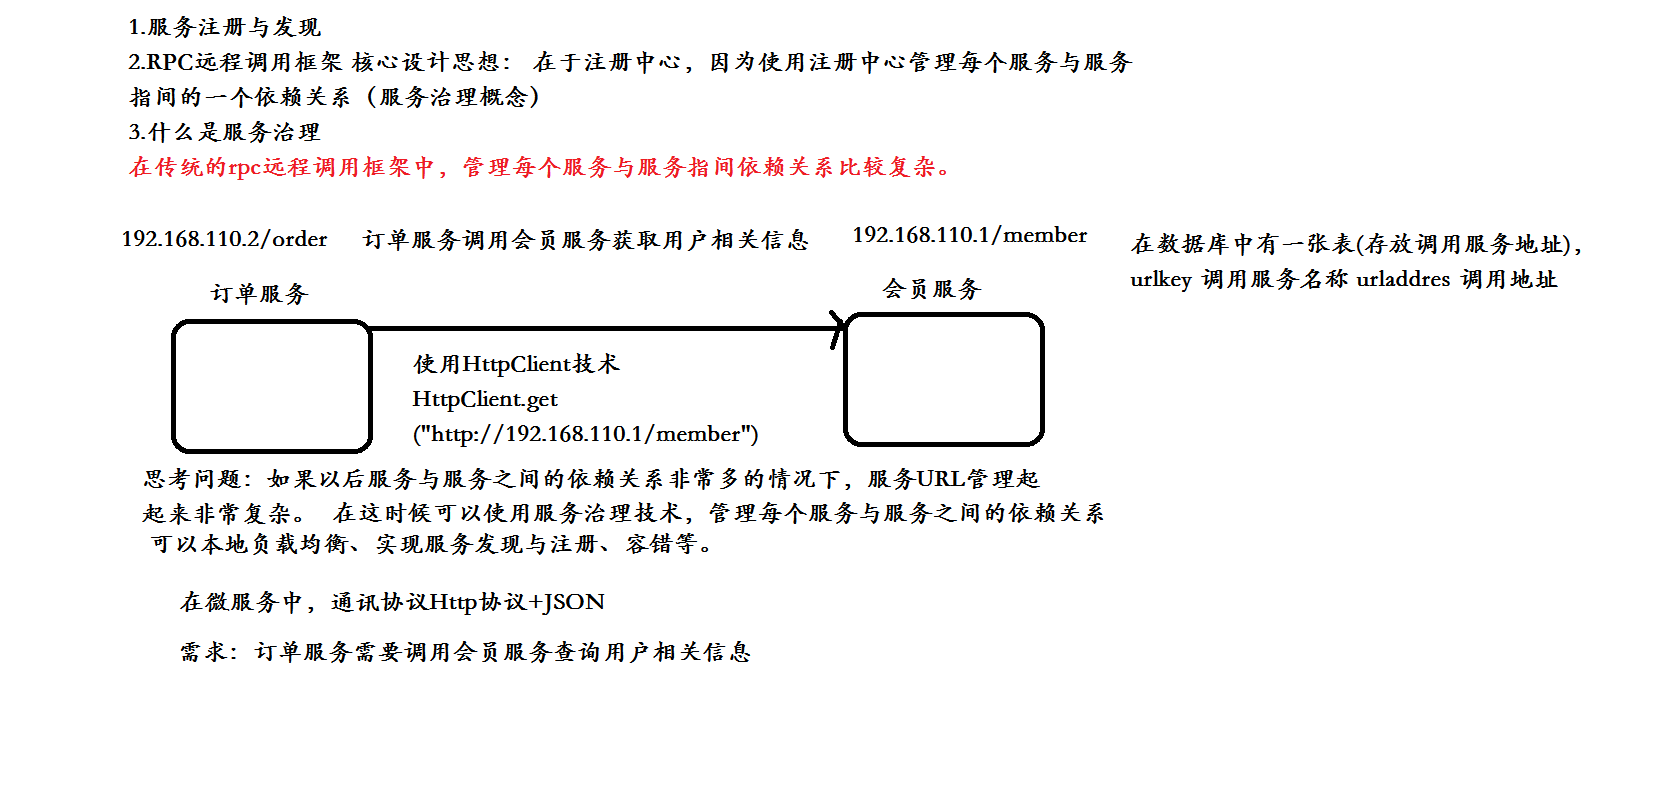 1.服务注册与发现
2.RPC远程调用框架 核心设计思想： 在于注册中心，因为使用注册中心管理每个服务与服务
指间的一个依赖关系（服务治理概念）
3.什么是服务治理
在传统的rpc远程调用框架中，管理每个服务与服务指间依赖关系比较复杂。
192.168.110.2/order 订单服务调用会员服务获取用户相关信息 192.168.110.1/member
在数据库中有一张表(存放调用服务地址)，
urlkey 调用服务名称 urladdres 调用地址
订单服务
会员服务
使用HttpClient技术
HttpClient.get
("http://192.168.110.1/member")
思考问题：如果以后服务与服务之间的依赖关系非常多的情况下，服务URL管理起
起来非常复杂。 在这时候可以使用服务治理技术，管理每个服务与服务之间的依赖关系
可以本地负载均衡、实现服务发现与注册、容错等。
在微服务中，通讯协议Http协议+JSON
需求：订单服务需要调用会员服务查询用户相关信息